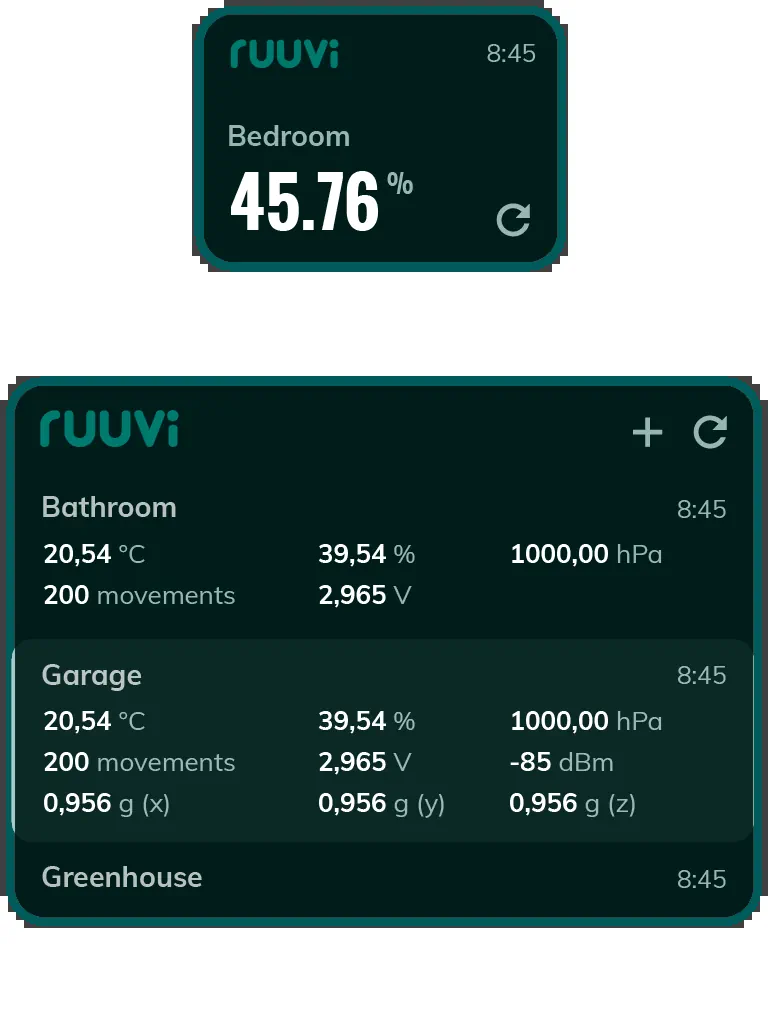 ruuvi 8:45
Bedroom
45.76 %
ruuvi
Bathroom 8:45
20,54 °C 39,54 % 1000,00 hPa
200 movements 2,965 V
Garage 8:45
20,54 °C 39,54 % 1000,00 hPa
200 movements 2,965 V -85 dBm
0,956 g (x) 0,956 g (y) 0,956 g (z)
Greenhouse 8:45